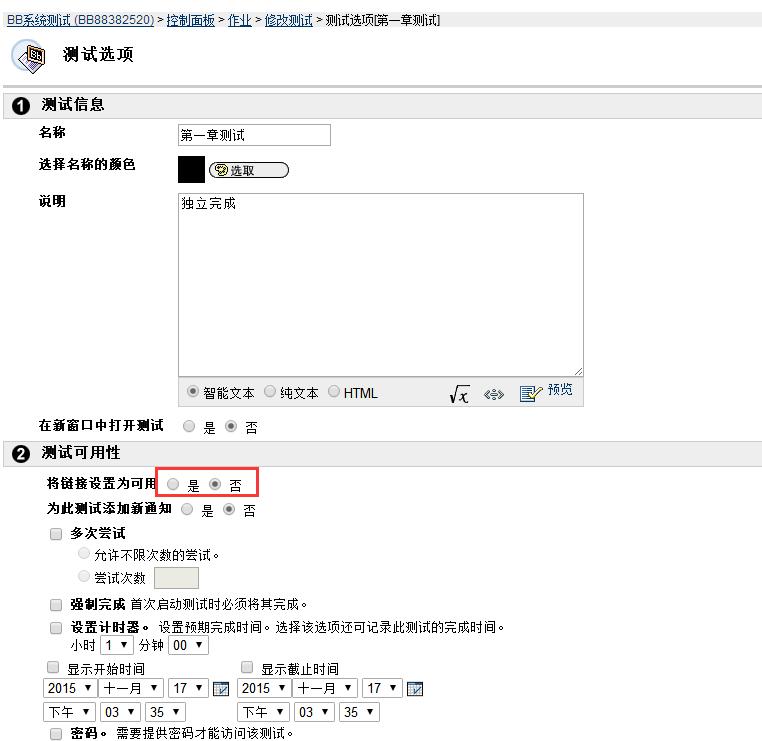 BB系统测试 (BB88382520) > 控制面板 > 作业 > 修改测试 > 测试选项[第一章测试]
测试选项
1 测试信息
名称 第一章测试
选择名称的颜色 选取
说明 独立完成
智能文本 纯文本 HTML √x 预览
在新窗口中打开测试 是 否
2 测试可用性
将链接设置为可用 是 否
为此测试添加新通知 是 否
多次尝试
允许不限次数的尝试。
尝试次数
强制完成 首次启动测试时必须将其完成。
设置计时器。 设置预期完成时间。选择该选项还可记录此测试的完成时间。
小时 1 分钟 00
显示开始时间 显示截止时间
2015 十一月 17 2015 十一月 17
下午 03 35 下午 03 35
密码。 需要提供密码才能访问该测试。